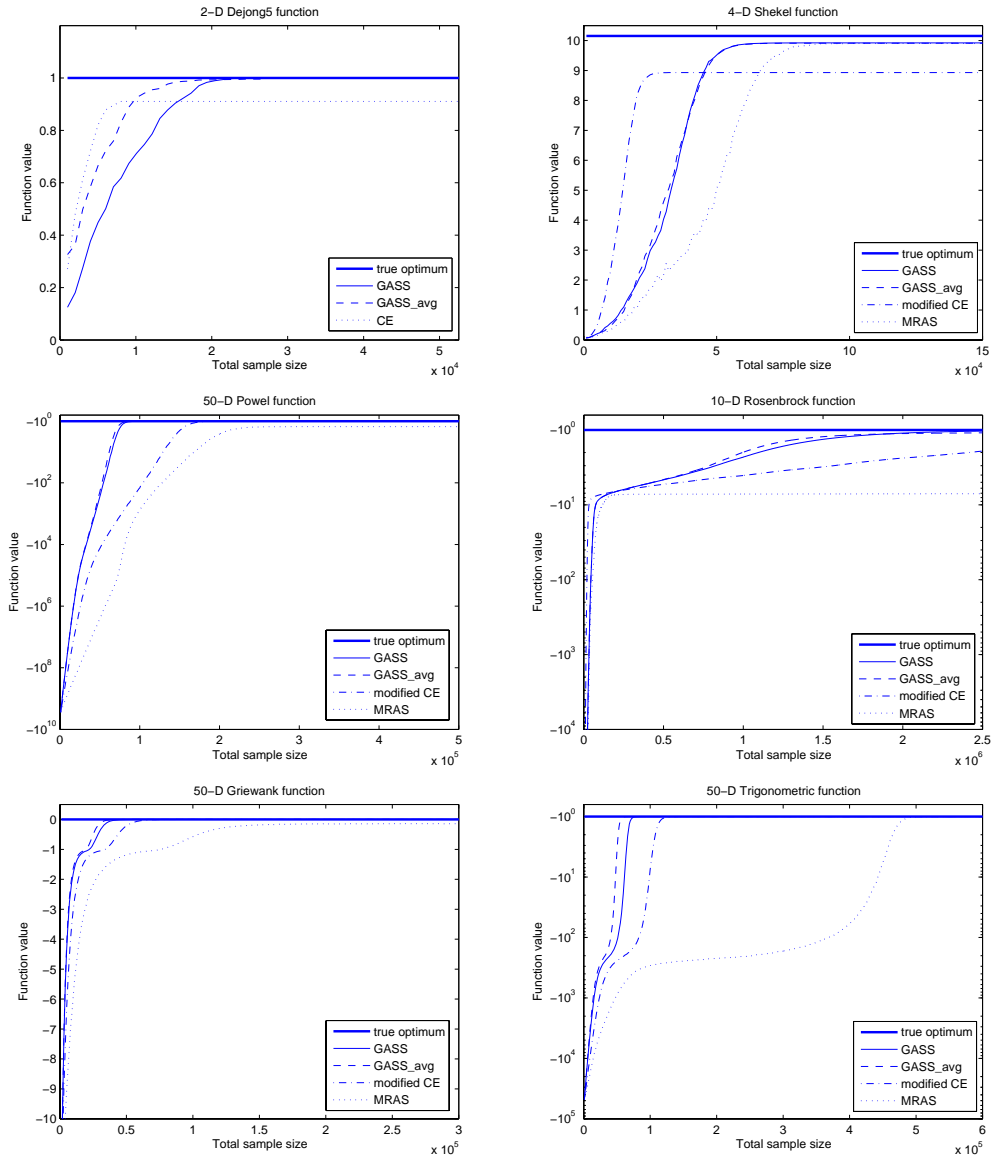 2−D Dejong5 function
Function value
1
0.8
0.6
0.4
0.2
0
0 1 2 3 4 5
x 10^4
Total sample size
true optimum
GASS
GASS_avg
CE
4−D Shekel function
Function value
10
9
8
7
6
5
4
3
2
1
0
0 5 10 15
x 10^4
Total sample size
true optimum
GASS
GASS_avg
modified CE
MRAS
50−D Powel function
Function value
−10^0
−10^2
−10^4
−10^6
−10^8
−10^10
0 1 2 3 4 5
x 10^5
Total sample size
true optimum
GASS
GASS_avg
modified CE
MRAS
10−D Rosenbrock function
Function value
−10^0
−10^1
−10^2
−10^3
−10^4
0 0.5 1 1.5 2 2.5
x 10^6
Total sample size
true optimum
GASS
GASS_avg
modified CE
MRAS
50−D Griewank function
Function value
0
−1
−2
−3
−4
−5
−6
−7
−8
−9
−10
0 0.5 1 1.5 2 2.5 3
x 10^5
Total sample size
true optimum
GASS
GASS_avg
modified CE
MRAS
50−D Trigonometric function
Function value
−10^0
−10^1
−10^2
−10^3
−10^4
−10^5
0 1 2 3 4 5 6
x 10^5
Total sample size
true optimum
GASS
GASS_avg
modified CE
MRAS